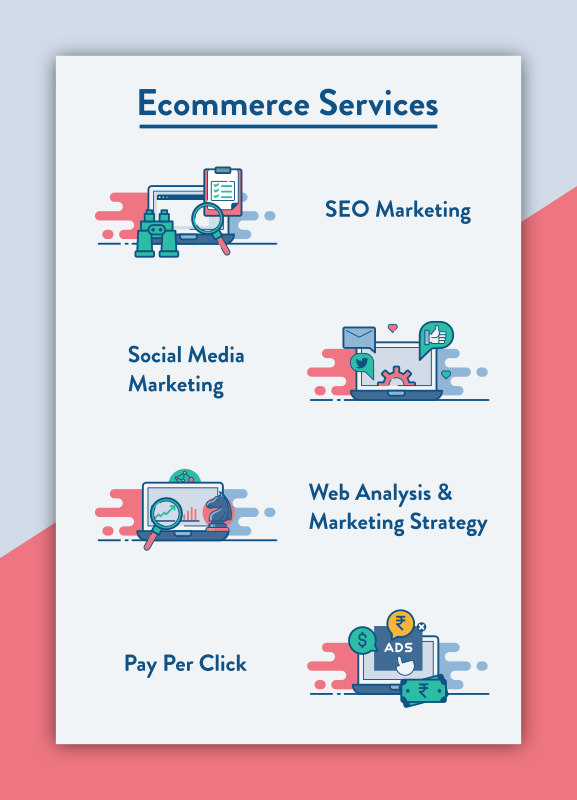 Ecommerce Services
SEO Marketing
Social Media
Marketing
Web Analysis &
Marketing Strategy
₹
$
ADS
Pay Per Click
₹